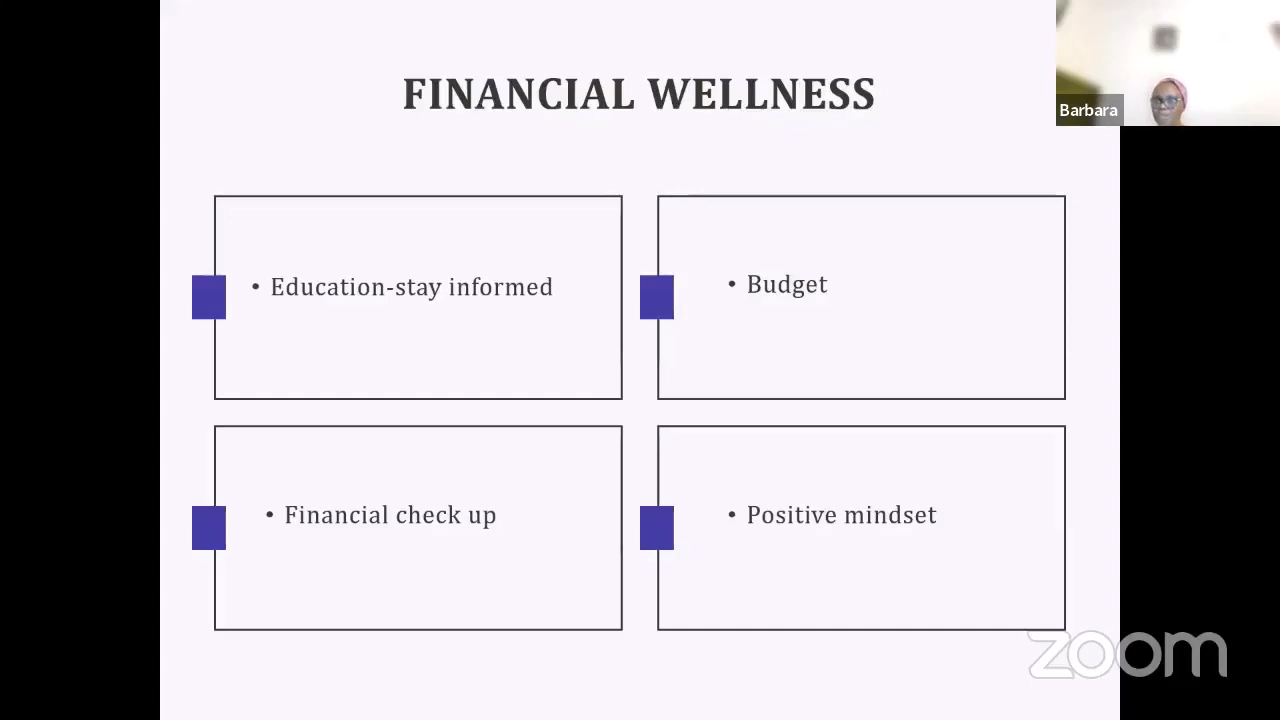 FINANCIAL WELLNESS
Barbara
• Education-stay informed
• Budget
• Financial check up
• Positive mindset
zoom